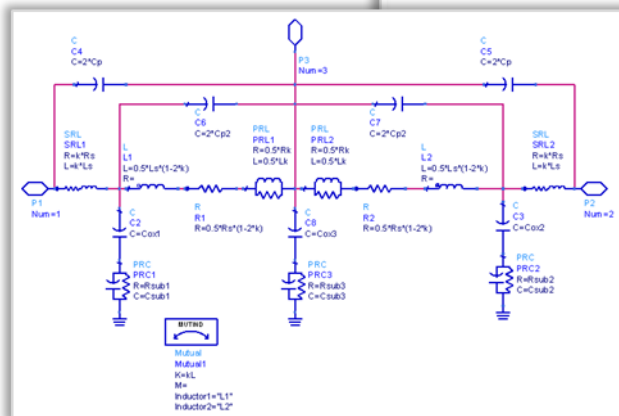 C
C4
C=2*Cp
P3
Num=3
C
C5
C=2*Cp
C
C6
C=2*Cp2
C
C7
C=2*Cp2
SRL
SRL1
R=k*Rs
L=k*Ls
L
L1
L=0.5*Ls*(1-2*k)
R=
PRL
PRL1
R=0.5*Rk
L=0.5*Lk
PRL
PRL2
R=0.5*Rk
L=0.5*Lk
L
L2
L=0.5*Ls*(1-2*k)
R=
SRL
SRL2
R=k*Rs
L=k*Ls
P1
Num=1
R
R1
R=0.5*Rs*(1-2*k)
R
R2
R=0.5*Rs*(1-2*k)
P2
Num=2
C
C2
C=Cox1
C
C8
C=Cox3
C
C3
C=Cox2
PRC
PRC1
R=Rsub1
C=Csub1
PRC
PRC3
R=Rsub3
C=Csub3
PRC
PRC2
R=Rsub2
C=Csub2
MUTIND
Mutual
Mutual1
K=kL
M=
Inductor1="L1"
Inductor2="L2"